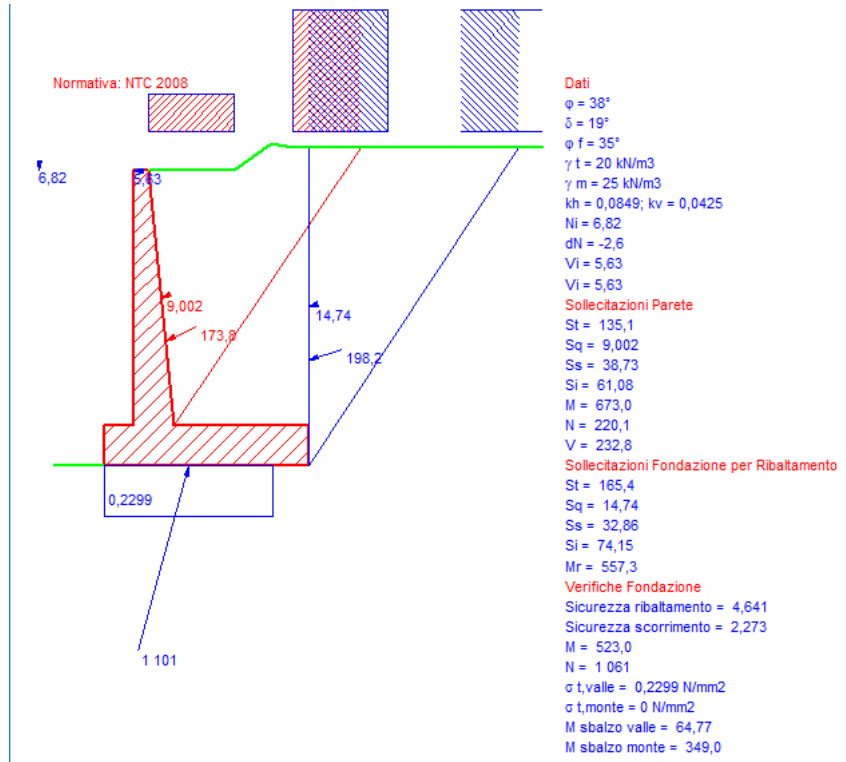 Normativa: NTC 2008
6,82
5,63
9,002
173,8
14,74
198,2
0,2299
1 101
Dati
φ = 38°
δ = 19°
φ f = 35°
γ t = 20 kN/m3
γ m = 25 kN/m3
kh = 0,0849; kv = 0,0425
Ni = 6,82
dN = -2,6
Vi = 5,63
Vi = 5,63
Sollecitazioni Parete
St = 135,1
Sq = 9,002
Ss = 38,73
Si = 61,08
M = 673,0
N = 220,1
V = 232,8
Sollecitazioni Fondazione per Ribaltamento
St = 165,4
Sq = 14,74
Ss = 32,86
Si = 74,15
Mr = 557,3
Verifiche Fondazione
Sicurezza ribaltamento = 4,641
Sicurezza scorrimento = 2,273
M = 523,0
N = 1 061
σ t,valle = 0,2299 N/mm2
σ t,monte = 0 N/mm2
M sbalzo valle = 64,77
M sbalzo monte = 349,0